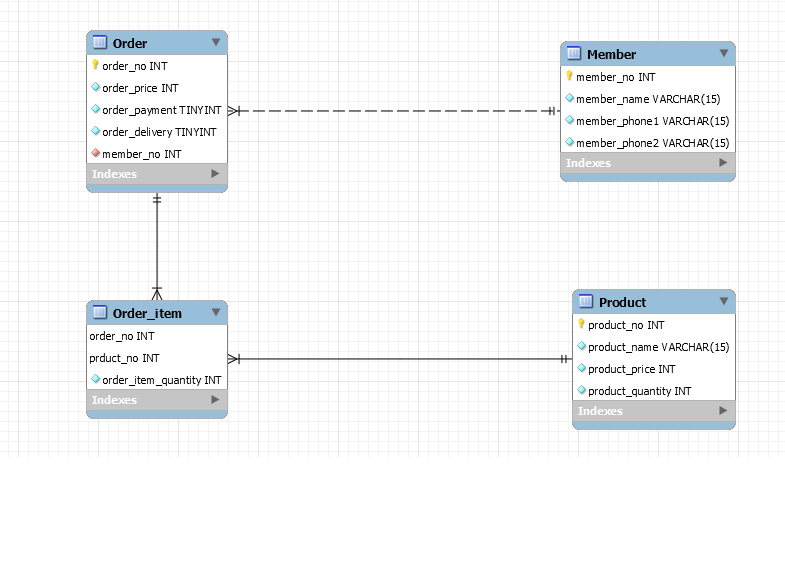 Order
order_no INT
order_price INT
order_payment TINYINT
order_delivery TINYINT
member_no INT
Indexes
Member
member_no INT
member_name VARCHAR(15)
member_phone1 VARCHAR(15)
member_phone2 VARCHAR(15)
Indexes
Order_item
order_no INT
prduct_no INT
order_item_quantity INT
Indexes
Product
product_no INT
product_name VARCHAR(15)
product_price INT
product_quantity INT
Indexes